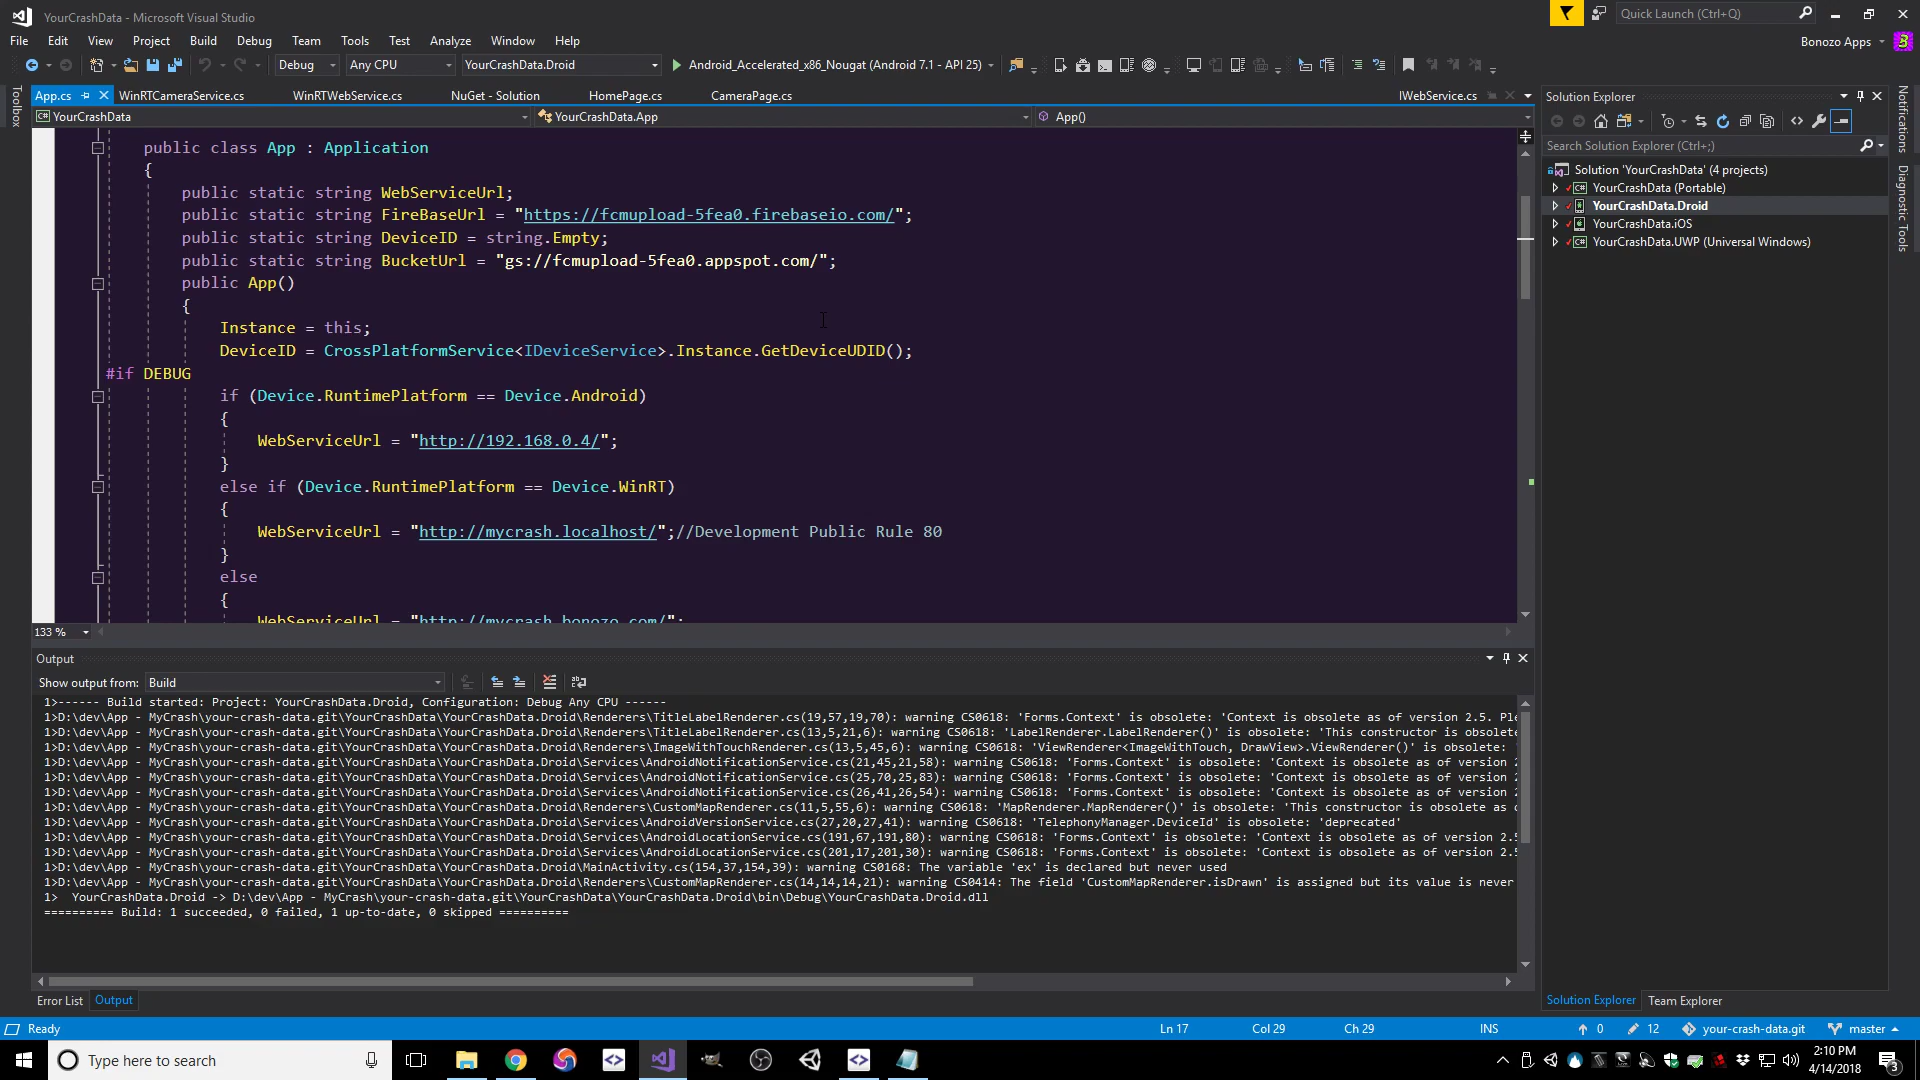 YourCrashData - Microsoft Visual Studio
Quick Launch (Ctrl+Q)
File Edit View Project Build Debug Team Tools Test Analyze Window Help
Bonozo Apps
Debug Any CPU YourCrashData.Droid Android_Accelerated_x86_Nougat (Android 7.1 - API 25)
App.cs WinRTCameraService.cs WinRTWebService.cs NuGet - Solution HomePage.cs CameraPage.cs IWebService.cs
Toolbox
YourCrashData YourCrashData.App App()
public class App : Application
{
public static string WebServiceUrl;
public static string FireBaseUrl = "https://fcmupload-5fea0.firebaseio.com/";
public static string DeviceID = string.Empty;
public static string BucketUrl = "gs://fcmupload-5fea0.appspot.com/";
public App()
{
Instance = this;
DeviceID = CrossPlatformService<IDeviceService>.Instance.GetDeviceUDID();
#if DEBUG
if (Device.RuntimePlatform == Device.Android)
{
WebServiceUrl = "http://192.168.0.4/";
}
else if (Device.RuntimePlatform == Device.WinRT)
{
WebServiceUrl = "http://mycrash.localhost/";//Development Public Rule 80
}
else
{
WebServiceUrl = "http://mycrash.bonozo.com/";
133 %
Solution Explorer
Search Solution Explorer (Ctrl+;)
Solution 'YourCrashData' (4 projects)
YourCrashData (Portable)
YourCrashData.Droid
YourCrashData.iOS
YourCrashData.UWP (Universal Windows)
Notifications
Diagnostic Tools
Output
Show output from: Build
1>------ Build started: Project: YourCrashData.Droid, Configuration: Debug Any CPU ------
1>D:\dev\App - MyCrash\your-crash-data.git\YourCrashData\YourCrashData.Droid\Renderers\TitleLabelRenderer.cs(19,57,19,70): warning CS0618: 'Forms.Context' is obsolete: 'Context is obsolete as of version 2.5. Ple
1>D:\dev\App - MyCrash\your-crash-data.git\YourCrashData\YourCrashData.Droid\Renderers\TitleLabelRenderer.cs(13,5,21,6): warning CS0618: 'LabelRenderer.LabelRenderer()' is obsolete: 'This constructor is obsolete
1>D:\dev\App - MyCrash\your-crash-data.git\YourCrashData\YourCrashData.Droid\Renderers\ImageWithTouchRenderer.cs(13,5,45,6): warning CS0618: 'ViewRenderer<ImageWithTouch, DrawView>.ViewRenderer()' is obsolete:
1>D:\dev\App - MyCrash\your-crash-data.git\YourCrashData\YourCrashData.Droid\Services\AndroidNotificationService.cs(21,45,21,58): warning CS0618: 'Forms.Context' is obsolete: 'Context is obsolete as of version 2
1>D:\dev\App - MyCrash\your-crash-data.git\YourCrashData\YourCrashData.Droid\Services\AndroidNotificationService.cs(25,70,25,83): warning CS0618: 'Forms.Context' is obsolete: 'Context is obsolete as of version 2
1>D:\dev\App - MyCrash\your-crash-data.git\YourCrashData\YourCrashData.Droid\Services\AndroidNotificationService.cs(26,41,26,54): warning CS0618: 'Forms.Context' is obsolete: 'Context is obsolete as of version 2
1>D:\dev\App - MyCrash\your-crash-data.git\YourCrashData\YourCrashData.Droid\Renderers\CustomMapRenderer.cs(11,5,55,6): warning CS0618: 'MapRenderer.MapRenderer()' is obsolete: 'This constructor is obsolete as o
1>D:\dev\App - MyCrash\your-crash-data.git\YourCrashData\YourCrashData.Droid\Services\AndroidVersionService.cs(27,20,27,41): warning CS0618: 'TelephonyManager.DeviceId' is obsolete: 'deprecated'
1>D:\dev\App - MyCrash\your-crash-data.git\YourCrashData\YourCrashData.Droid\Services\AndroidLocationService.cs(191,67,191,80): warning CS0618: 'Forms.Context' is obsolete: 'Context is obsolete as of version 2.5
1>D:\dev\App - MyCrash\your-crash-data.git\YourCrashData\YourCrashData.Droid\Services\AndroidLocationService.cs(201,17,201,30): warning CS0618: 'Forms.Context' is obsolete: 'Context is obsolete as of version 2.5
1>D:\dev\App - MyCrash\your-crash-data.git\YourCrashData\YourCrashData.Droid\MainActivity.cs(154,37,154,39): warning CS0168: The variable 'ex' is declared but never used
1>D:\dev\App - MyCrash\your-crash-data.git\YourCrashData\YourCrashData.Droid\Renderers\CustomMapRenderer.cs(14,14,14,21): warning CS0414: The field 'CustomMapRenderer.isDrawn' is assigned but its value is never
1> YourCrashData.Droid -> D:\dev\App - MyCrash\your-crash-data.git\YourCrashData\YourCrashData.Droid\bin\Debug\YourCrashData.Droid.dll
========== Build: 1 succeeded, 0 failed, 1 up-to-date, 0 skipped ==========
Error List Output
Solution Explorer Team Explorer
Ready Ln 17 Col 29 Ch 29 INS 0 12 your-crash-data.git master
Type here to search
2:10 PM
4/14/2018
3